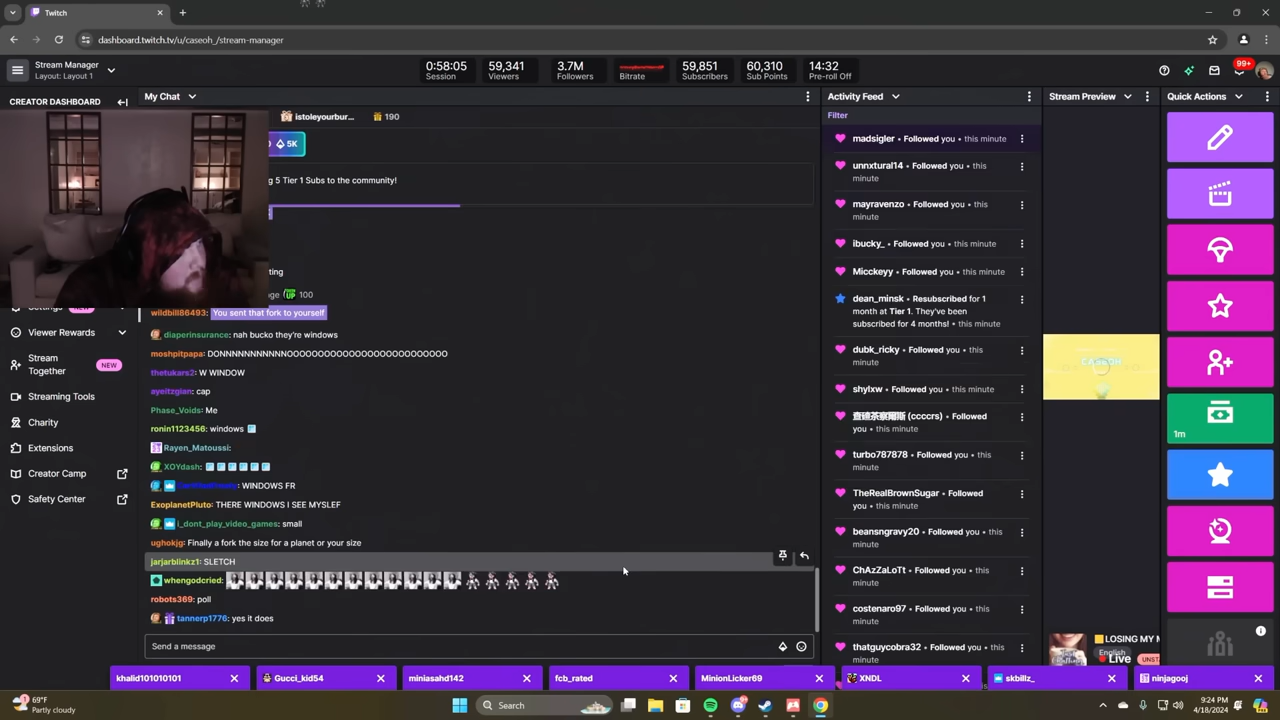 Twitch
dashboard.twitch.tv/u/caseoh_/stream-manager
Stream Manager
Layout: Layout 1
0:58:05
Session
59,341
Viewers
3.7M
Followers
Bitrate
59,851
Subscribers
60,310
Sub Points
14:32
Pre-roll Off
99+
CREATOR DASHBOARD
My Chat
Activity Feed
Stream Preview
Quick Actions
istoleyourbur...
190
5K
g 5 Tier 1 Subs to the community!
ting
ge
UP
100
wildbill86493: You sent that fork to yourself
diaperinsurance: nah bucko they're windows
moshpitpapa: DONNNNNNNNNNOOOOOOOOOOOOOOOOOOOOOOOOO
thetukars2: W WINDOW
ayeitzgian: cap
Phase_Voids: Me
ronin1123456: windows 🪟
Rayen_Matoussi:
XOYdash: 🪟🪟🪟🪟🪟🪟
WINDOWS FR
ExoplanetPluto: THERE WINDOWS I SEE MYSLEF
i_dont_play_video_games: small
ughokjg: Finally a fork the size for a planet or your size
jarjarblinkz1: SLETCH
whengodcried:
robots369: poll
tannerp1776: yes it does
Send a message
NEW
Viewer Rewards
Stream
Together
NEW
Streaming Tools
Charity
Extensions
Creator Camp
Safety Center
Filter
madsigler • Followed you • this minute
unnxtural14 • Followed you • this
minute
mayravenzo • Followed you • this
minute
ibucky_ • Followed you • this minute
Micckeyy • Followed you • this minute
dean_minsk • Resubscribed for 1
month at Tier 1. They've been
subscribed for 4 months! • this minute
dubk_ricky • Followed you • this
minute
shylxw • Followed you • this minute
(ccccrs) • Followed
you • this minute
turbo787878 • Followed you • this
minute
TheRealBrownSugar • Followed
you • this minute
beansngravy20 • Followed you • this
minute
ChAzZaLoTt • Followed you • this
minute
costenaro97 • Followed you • this
minute
thatguycobra32 • Followed you • this
CASEOH
LOSING MY M
English
Live
UNST
1m
khalid101010101
Gucci_kid54
miniasahd142
fcb_rated
MinionLicker69
XNDL
skbillz_
ninjagooj
69°F
Partly cloudy
Search
9:24 PM
4/18/2024